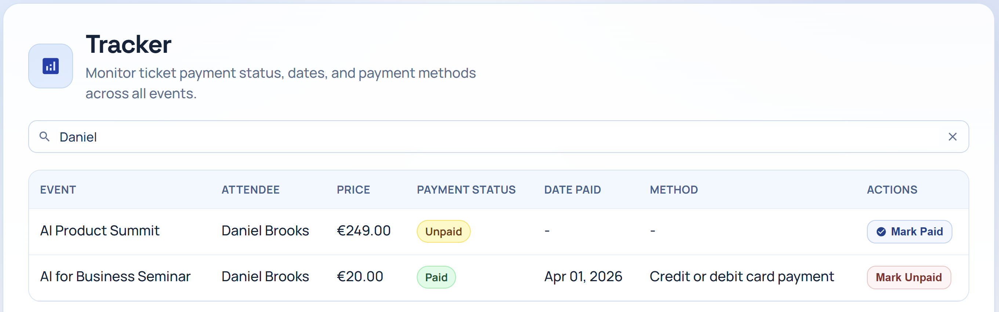 Tracker
Monitor ticket payment status, dates, and payment methods
across all events.
Daniel
EVENT ATTENDEE PRICE PAYMENT STATUS DATE PAID METHOD ACTIONS
AI Product Summit Daniel Brooks €249.00 Unpaid - - Mark Paid
AI for Business Seminar Daniel Brooks €20.00 Paid Apr 01, 2026 Credit or debit card payment Mark Unpaid